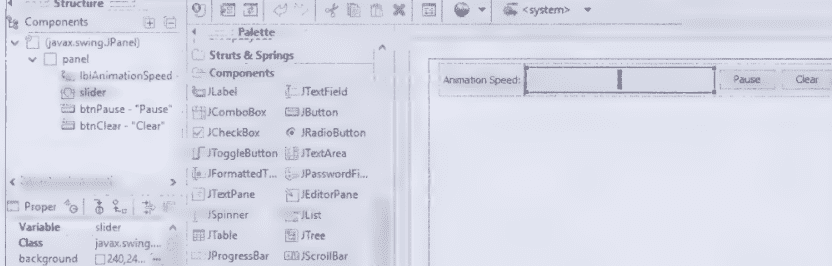 Structure
Components
(javax.swing.JPanel)
panel
lblAnimationSpeed -
slider
btnPause - "Pause"
btnClear - "Clear"
Proper
Variable slider
Class javax.swing....
background 240,24...
Palette
Struts & Springs
Components
JLabel JTextField
JComboBox JButton
JCheckBox JRadioButton
JToggleButton JTextArea
JFormattedT... JPasswordFi...
JTextPane JEditorPane
JSpinner JList
JTable JTree
JProgressBar JScrollBar
<system>
Animation Speed: Pause Clear